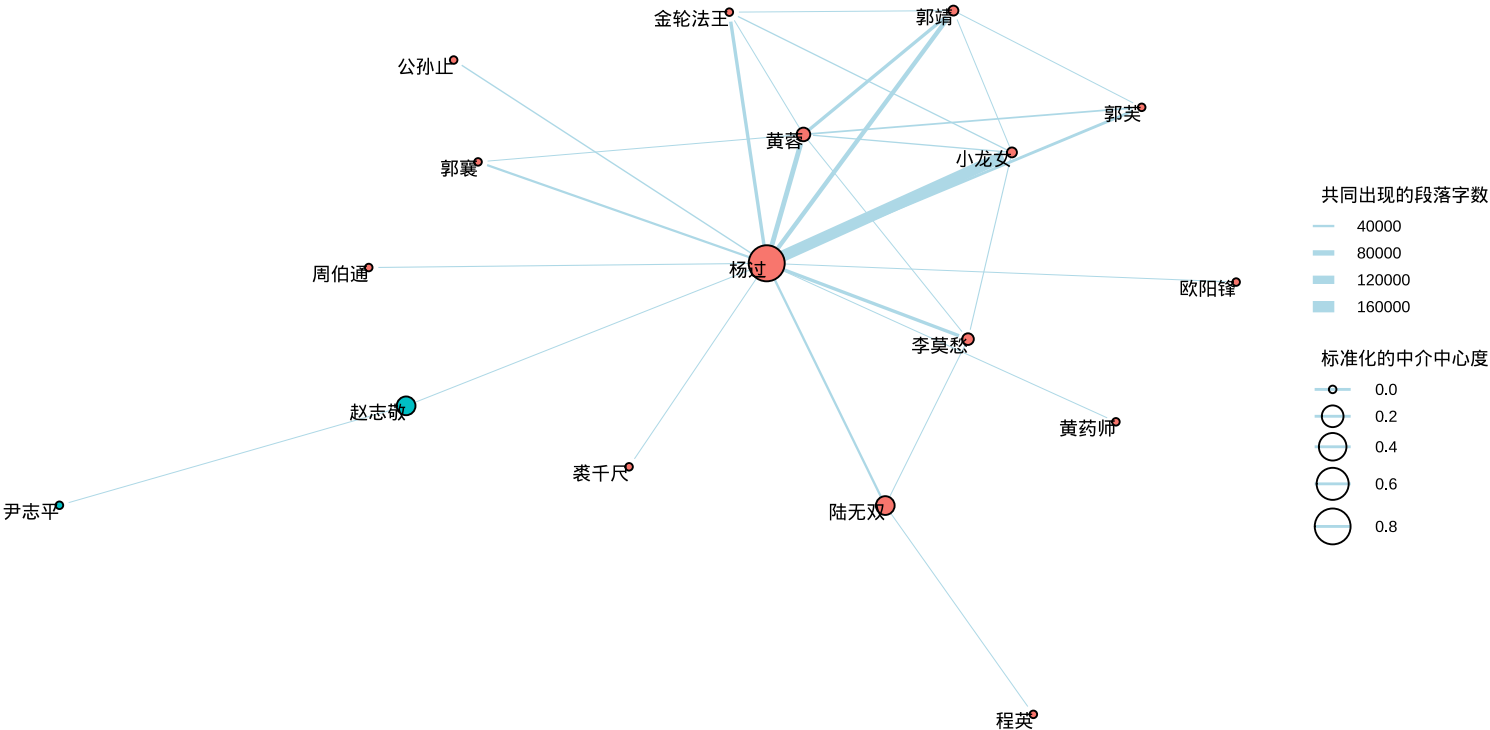 金轮法王
郭靖
公孙止
郭芙
黄蓉
小龙女
郭襄
共同出现的段落字数
40000
80000
120000
160000
周伯通
杨过
欧阳锋
李莫愁
标准化的中介中心度
0.0
0.2
0.4
0.6
0.8
赵志敬
黄药师
裘千尺
尹志平
陆无双
程英